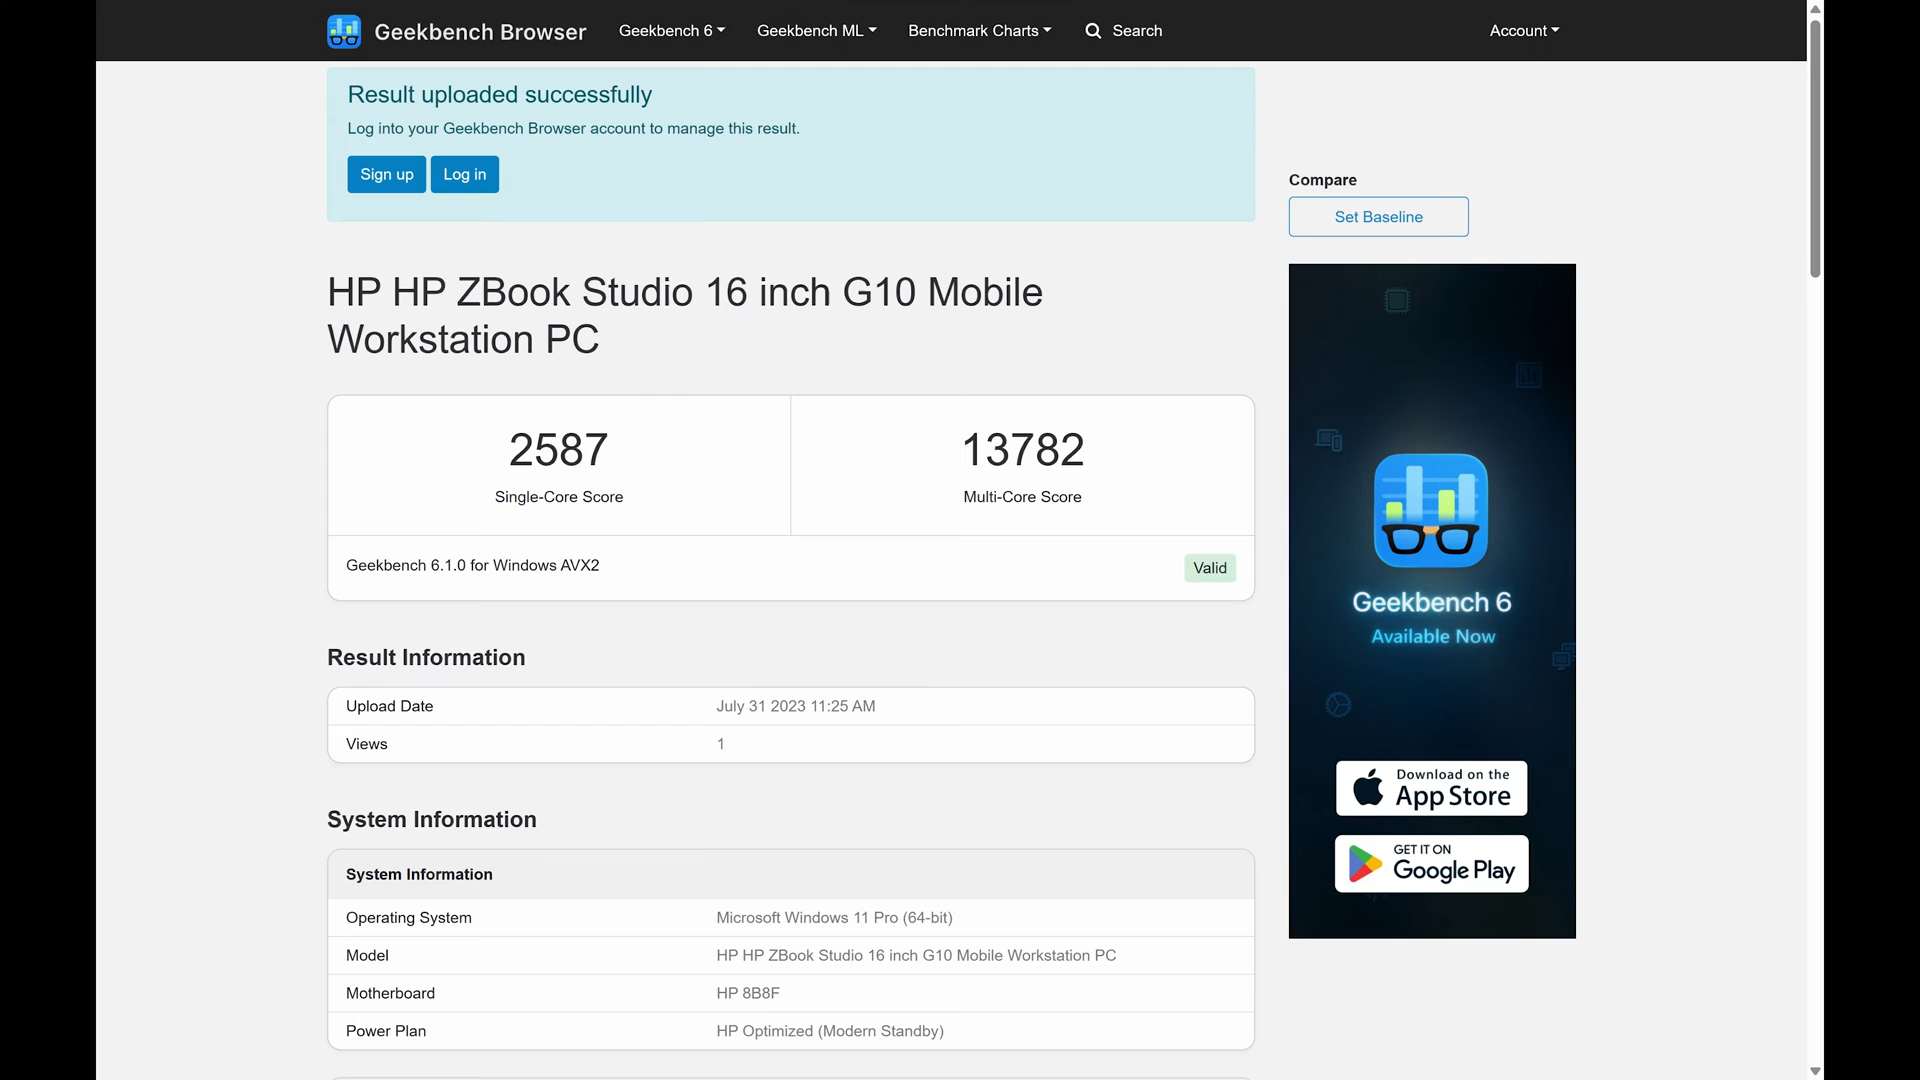 Geekbench Browser Geekbench 6 Geekbench ML Benchmark Charts Search Account
Result uploaded successfully
Log into your Geekbench Browser account to manage this result.
Sign up Log in
Compare
Set Baseline
HP HP ZBook Studio 16 inch G10 Mobile
Workstation PC
2587 13782
Single-Core Score Multi-Core Score
Geekbench 6.1.0 for Windows AVX2 Valid
Result Information
Upload Date July 31 2023 11:25 AM
Views 1
System Information
System Information
Operating System Microsoft Windows 11 Pro (64-bit)
Model HP HP ZBook Studio 16 inch G10 Mobile Workstation PC
Motherboard HP 8B8F
Power Plan HP Optimized (Modern Standby)
Geekbench 6
Available Now
Download on the
App Store
GET IT ON
Google Play